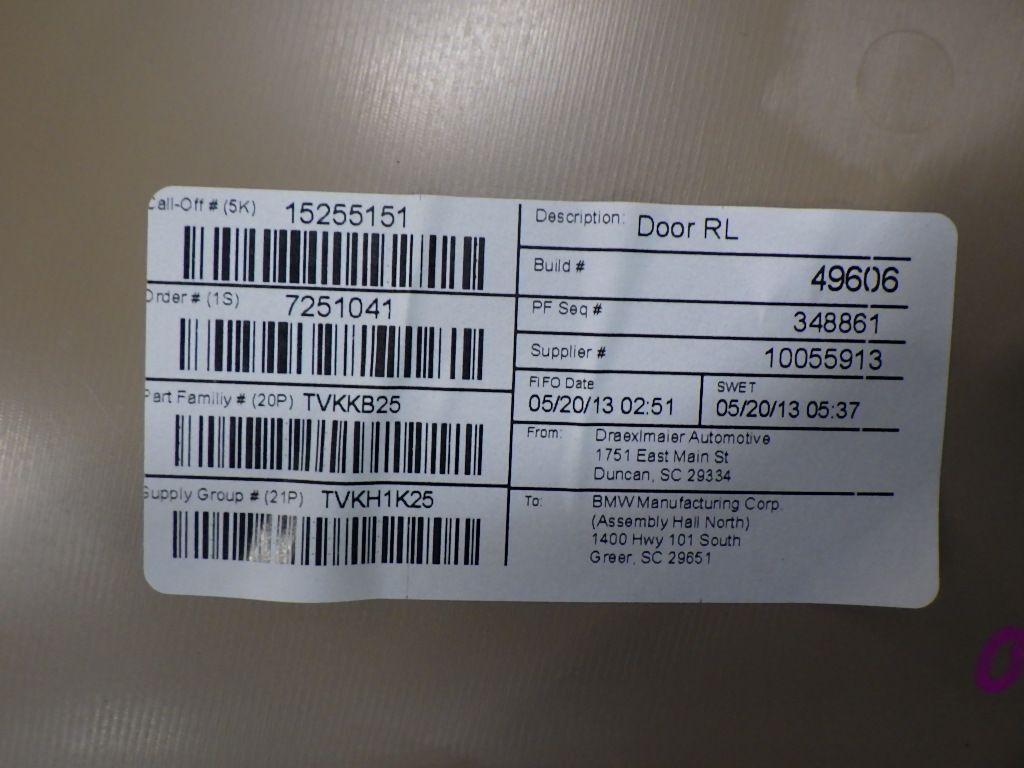 Call-Off # (5K) 15255151
Order # (1S) 7251041
Part Familiy # (20P) TVKKB25
Supply Group # (21P) TVKH1K25
Description: Door RL
Build # 49606
PF Seq # 348861
Supplier # 10055913
FIFO Date
05/20/13 02:51
SWET
05/20/13 05:37
From: Draexlmaier Automotive
1751 East Main St
Duncan, SC 29334
To: BMW Manufacturing Corp.
(Assembly Hall North)
1400 Hwy 101 South
Greer, SC 29651